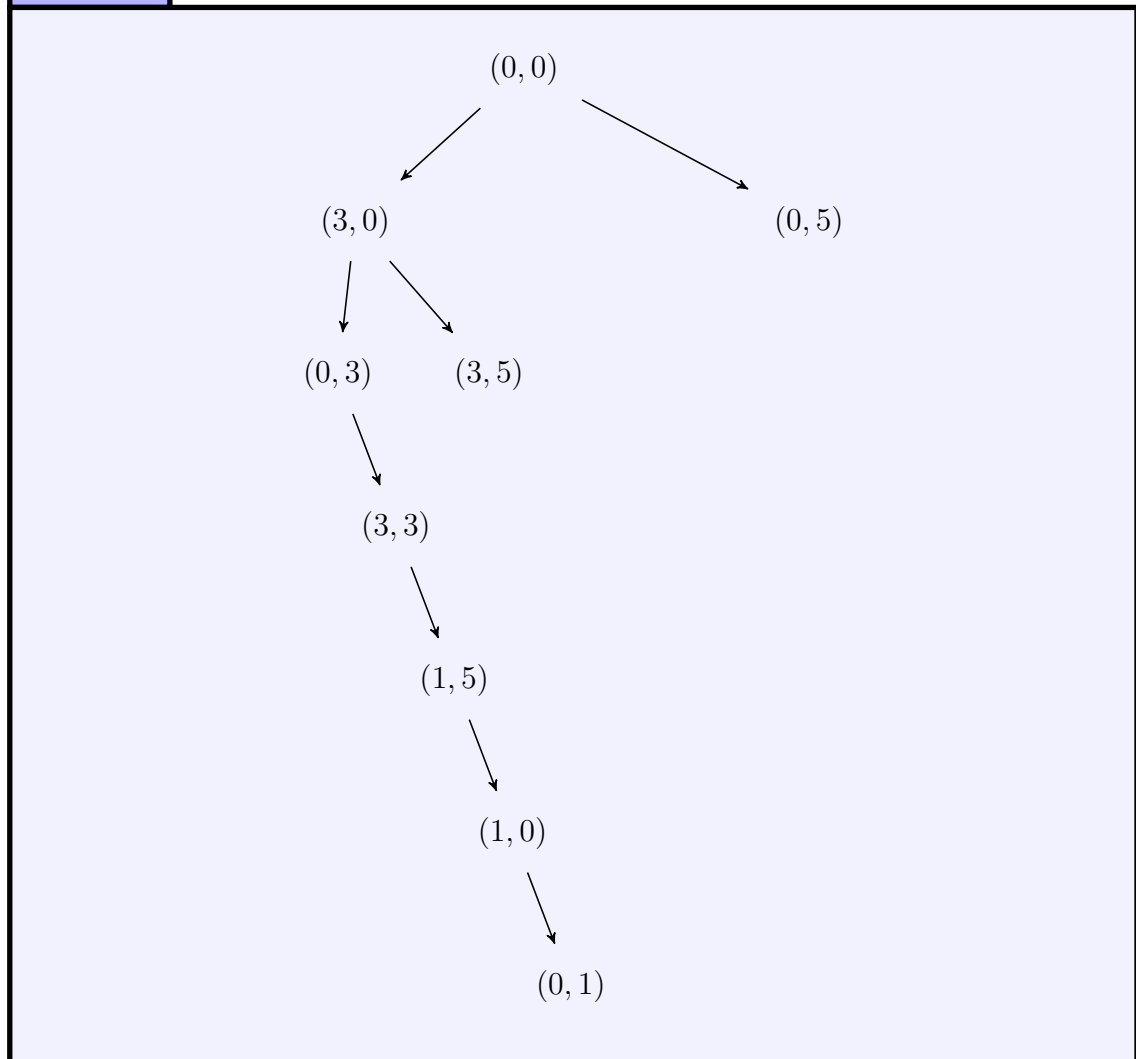 (0, 0)
(3, 0) (0, 5)
(0, 3) (3, 5)
(3, 3)
(1, 5)
(1, 0)
(0, 1)